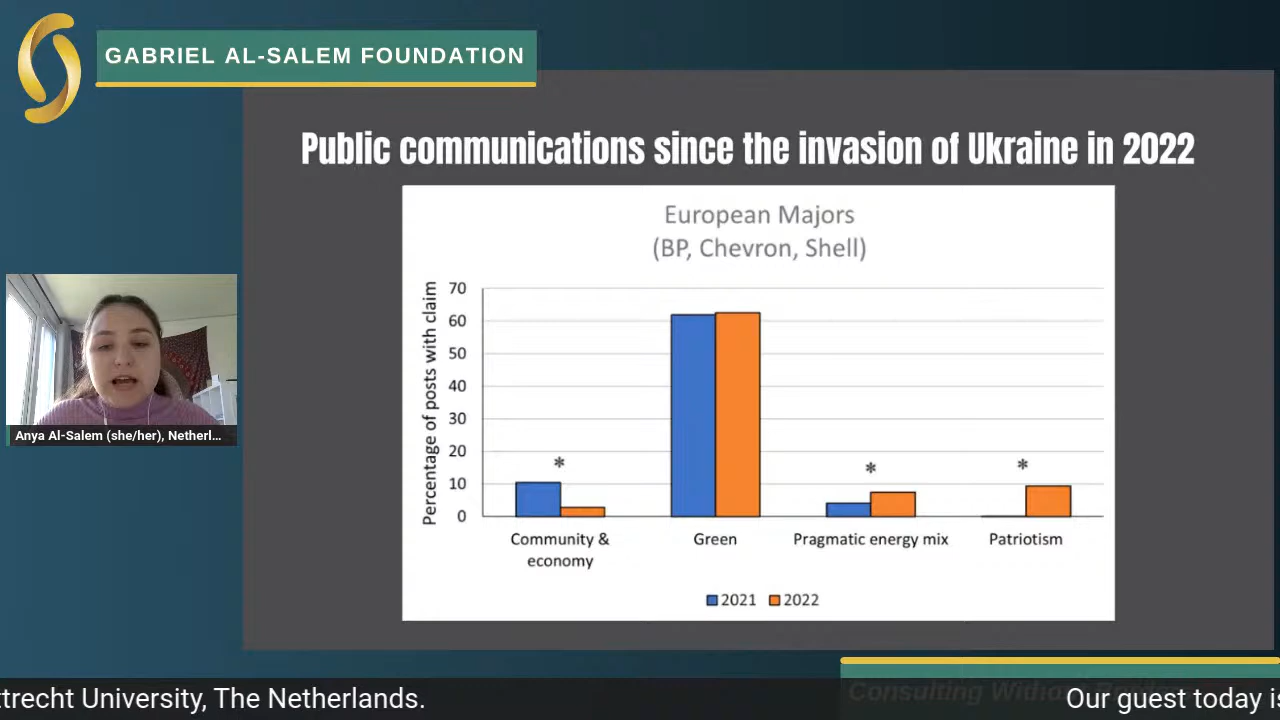 GABRIEL AL-SALEM FOUNDATION
Public communications since the invasion of Ukraine in 2022
European Majors
(BP, Chevron, Shell)
Percentage of posts with claim
70
60
50
40
30
20
10
0
*
*
*
Community &
economy
Green
Pragmatic energy mix
Patriotism
2021
2022
Anya Al-Salem (she/her), Netherl...
Consulting
trecht University, The Netherlands.
Our guest today is